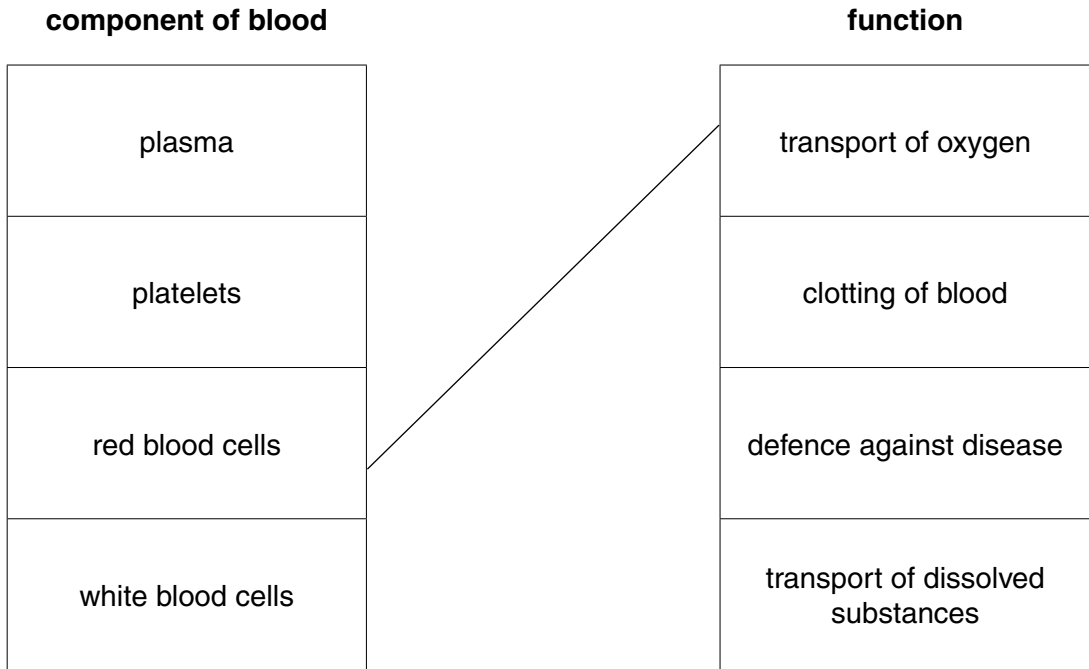 component of blood
function
plasma
transport of oxygen
platelets
clotting of blood
red blood cells
defence against disease
white blood cells
transport of dissolved
substances